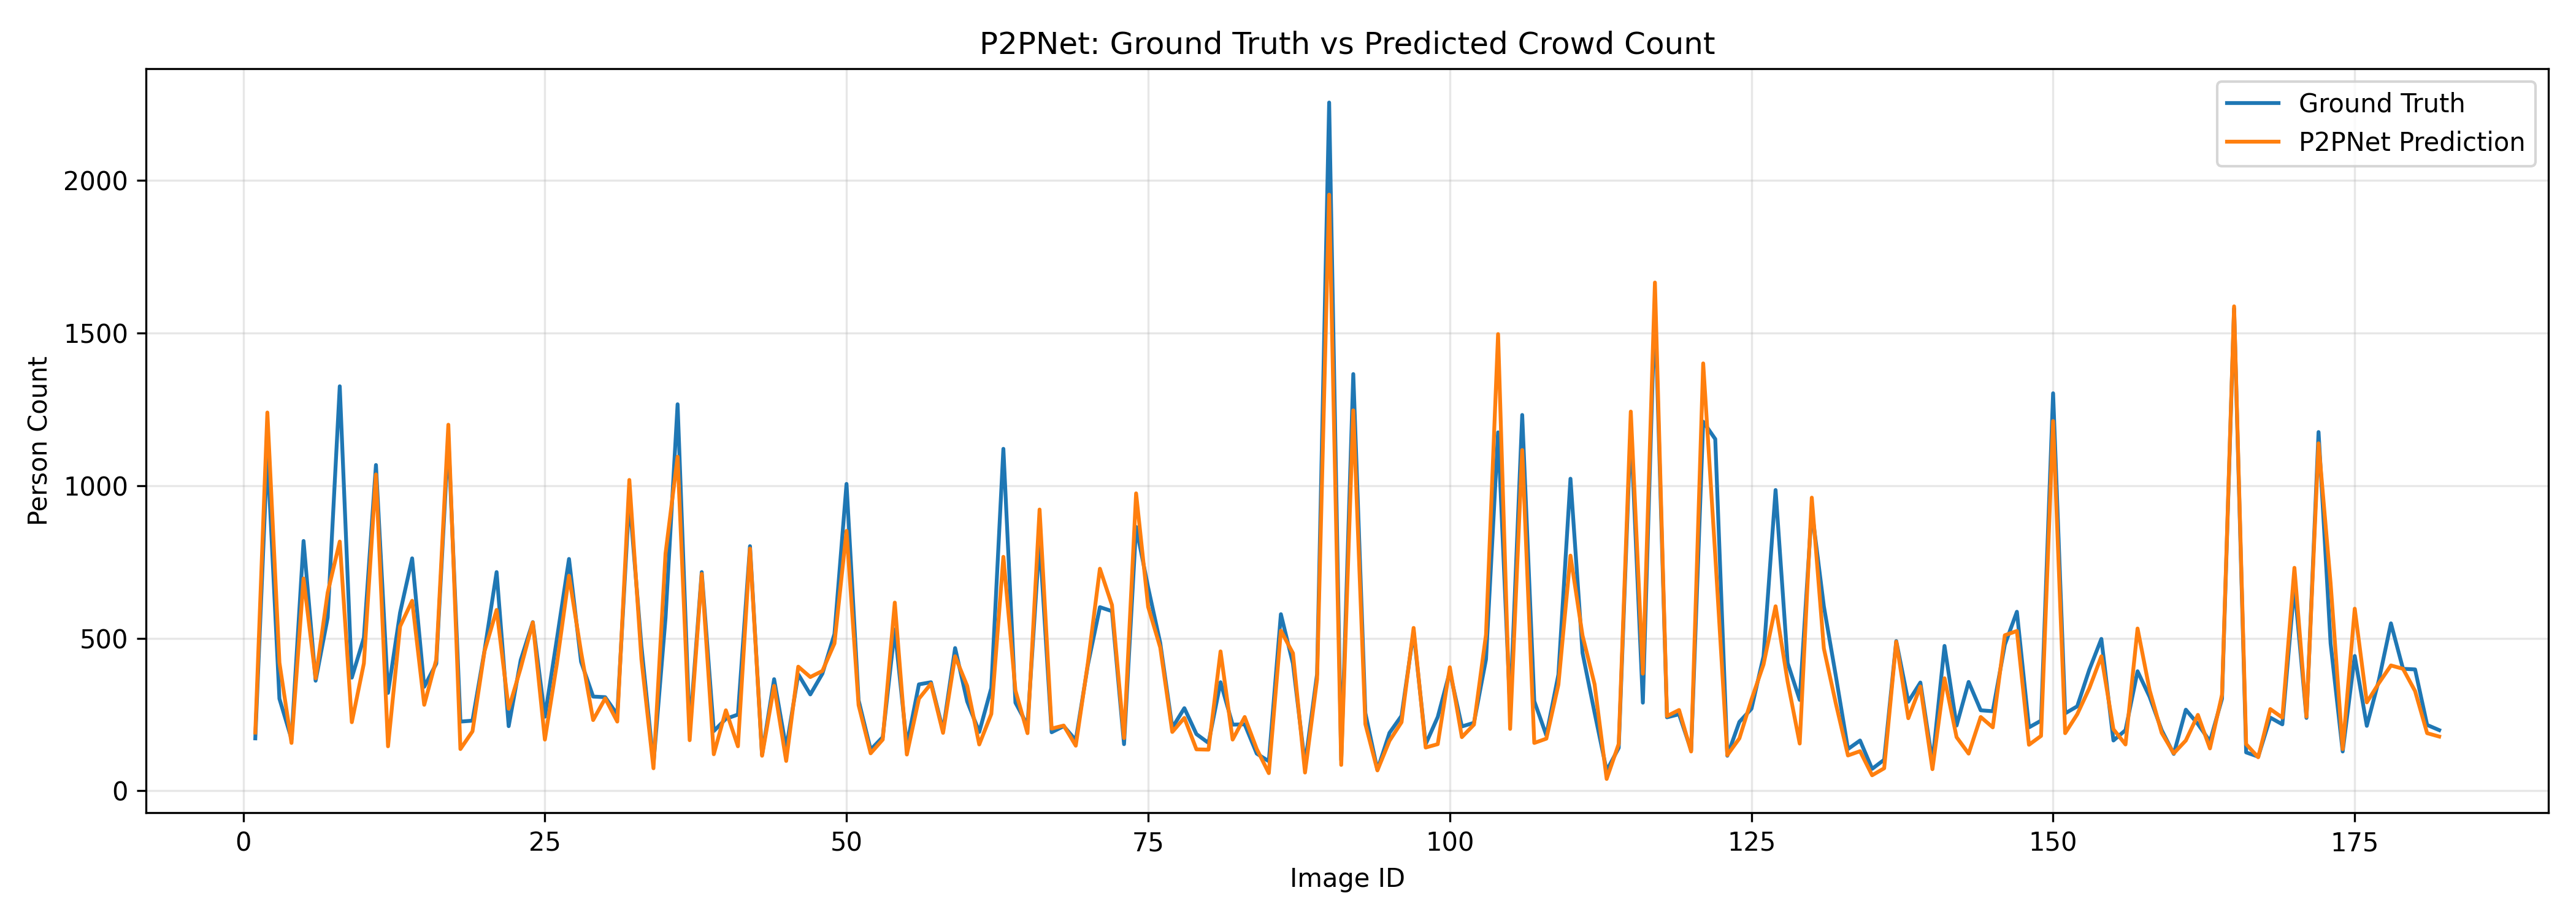 P2PNet: Ground Truth vs Predicted Crowd Count
Ground Truth
P2PNet Prediction
Person Count
2000
1500
1000
500
0
0 25 50 75 100 125 150 175
Image ID